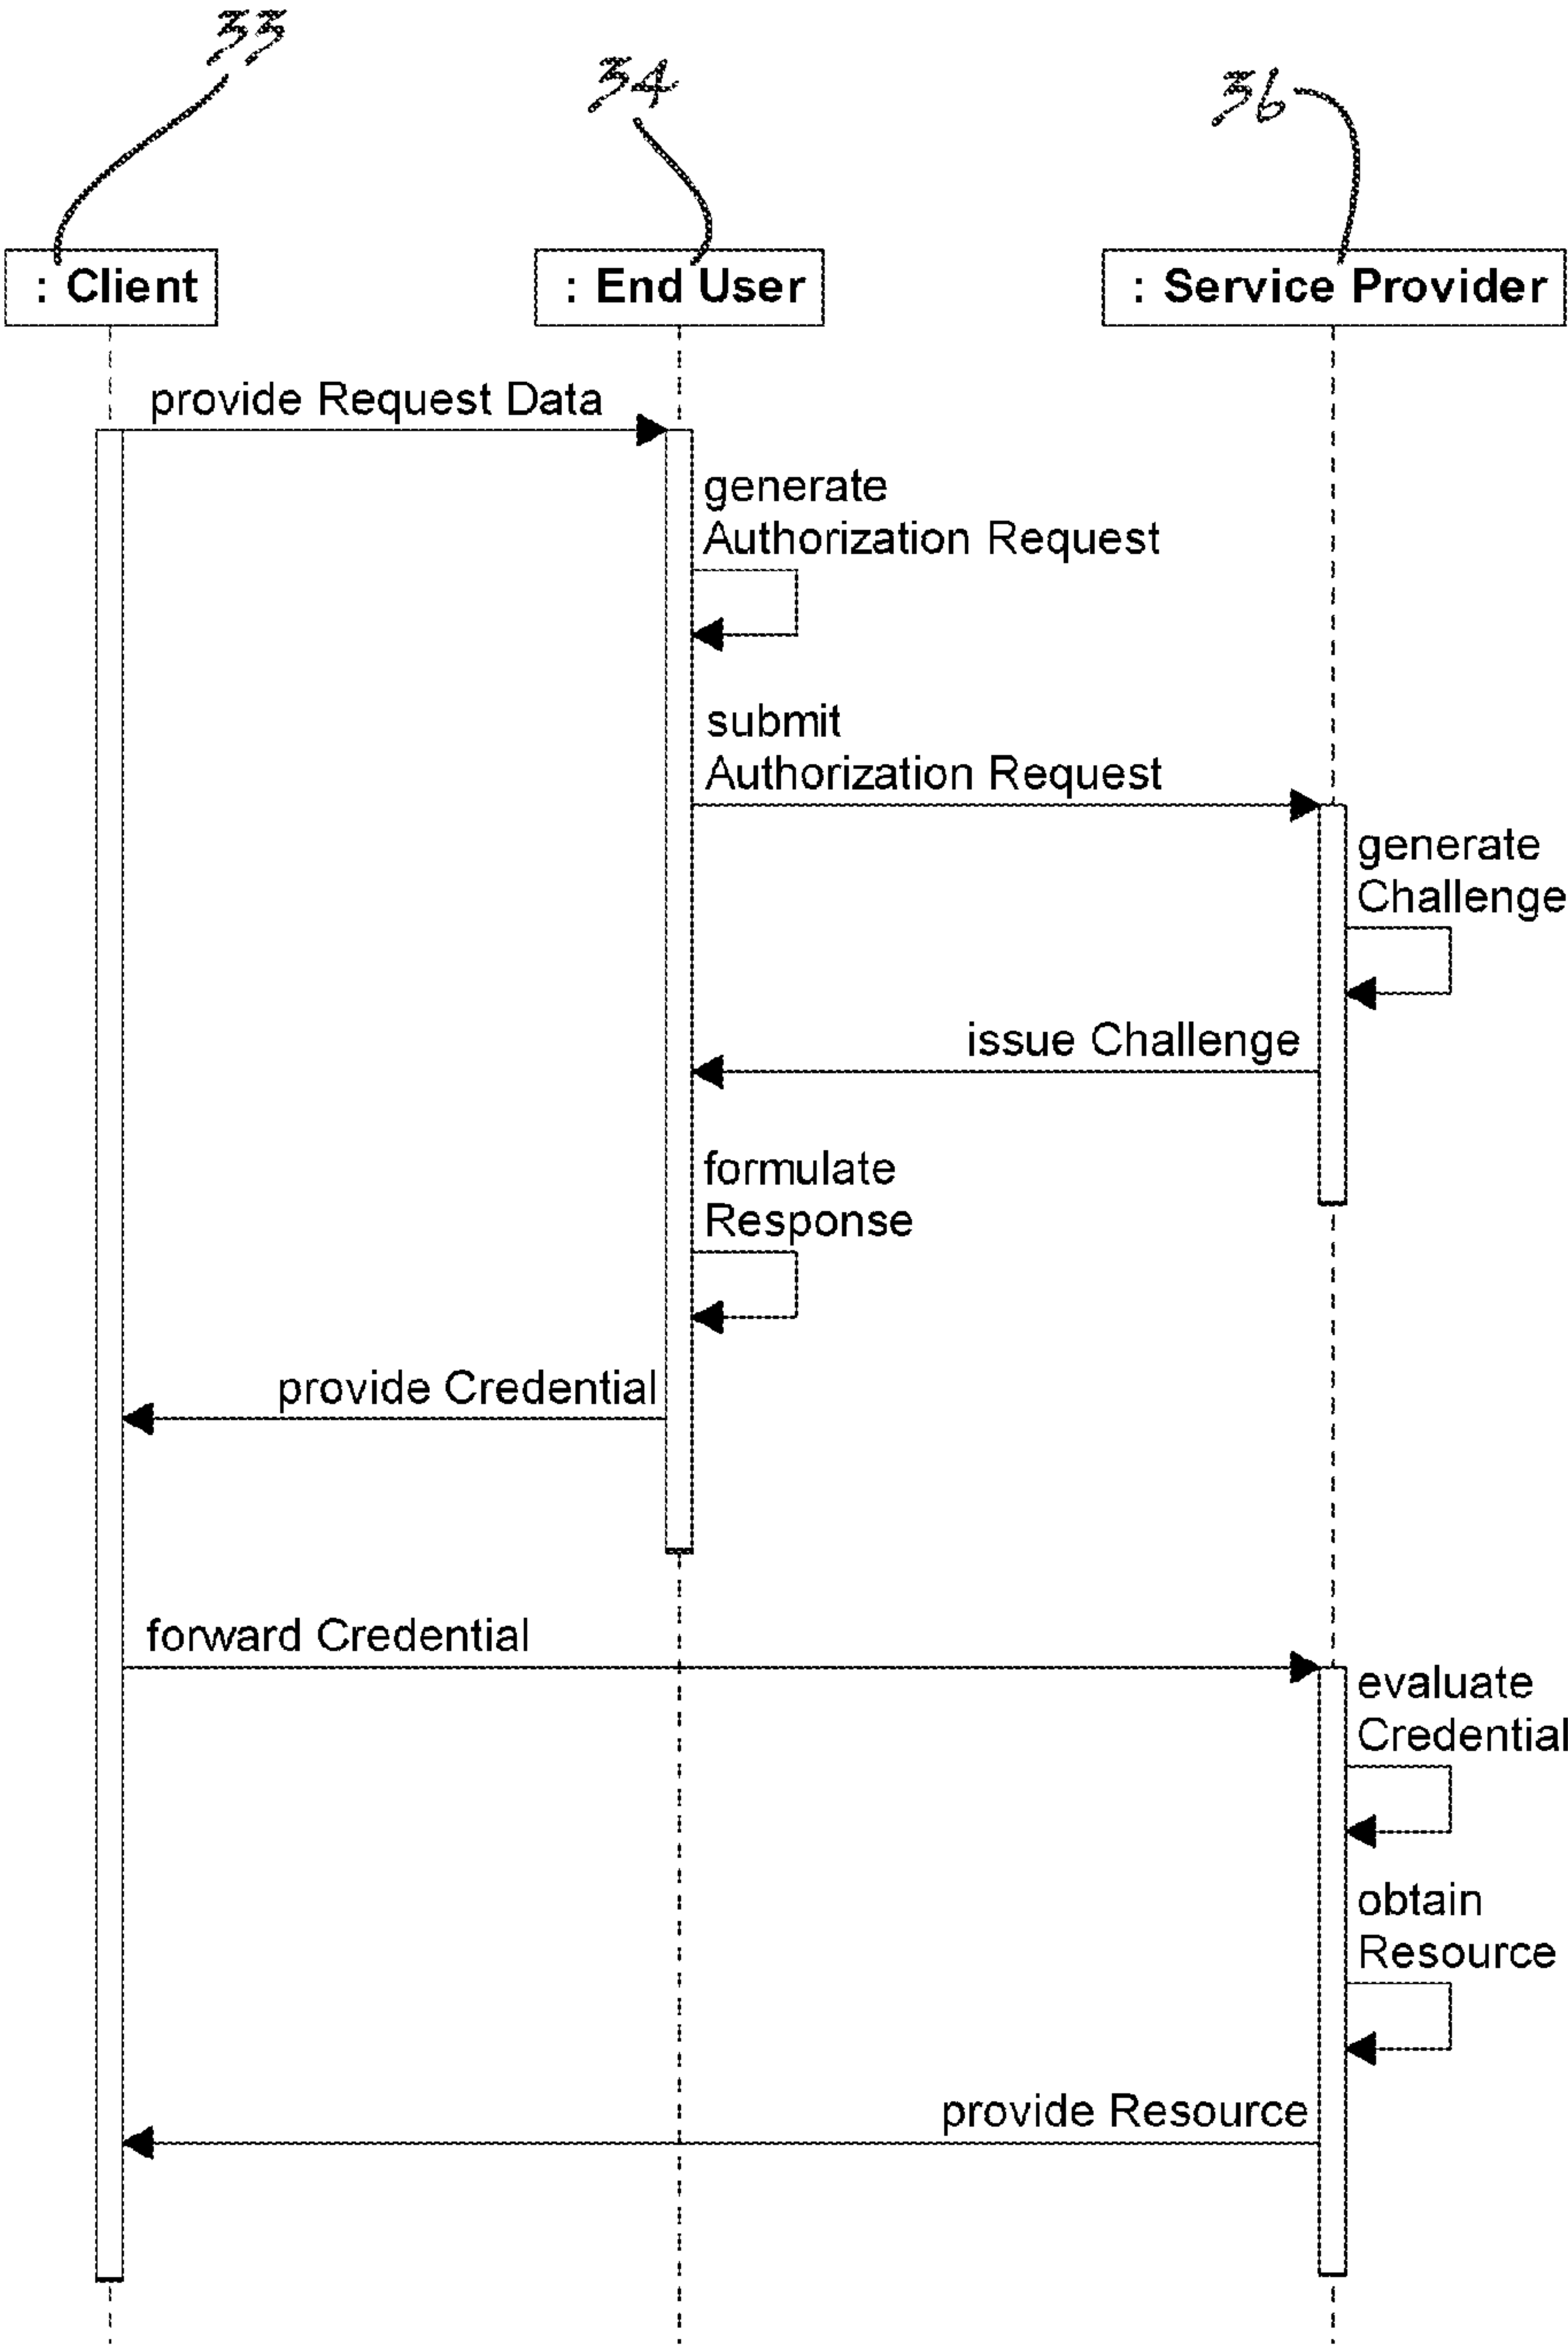 33
34
36
: Client
: End User
: Service Provider
provide Request Data
generate
Authorization Request
submit
Authorization Request
generate
Challenge
issue Challenge
formulate
Response
provide Credential
forward Credential
evaluate
Credential
obtain
Resource
provide Resource